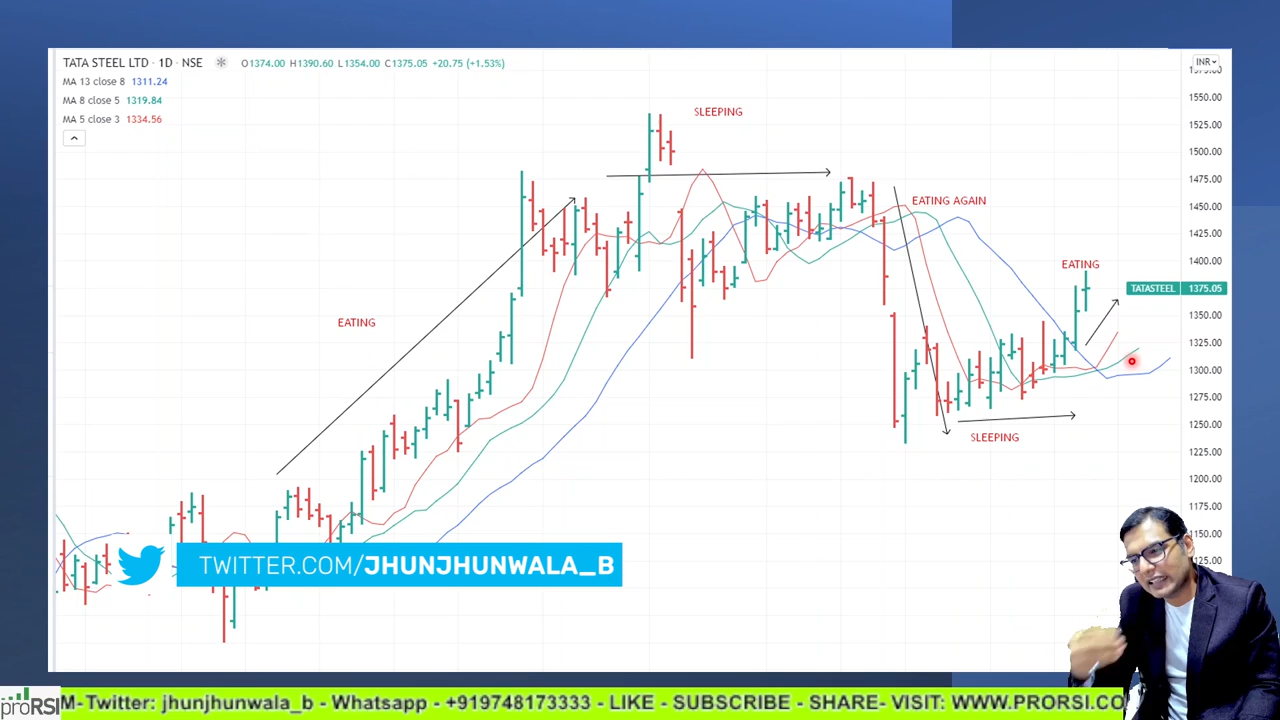 TATA STEEL LTD · 1D · NSE
O1374.00 H1390.60 L1354.00 C1375.05 +20.75 (+1.53%)
MA 13 close 8 1311.24
MA 8 close 5 1319.84
MA 5 close 3 1334.56
INR
1550.00
1525.00
1500.00
1475.00
1450.00
1425.00
1400.00
TATASTEEL 1375.05
1350.00
1325.00
1300.00
1275.00
1250.00
1225.00
1200.00
1175.00
1150.00
SLEEPING
EATING AGAIN
EATING
EATING
SLEEPING
TWITTER.COM/JHUNJHUNWALA_B
proRSI
M- Twitter: jhunjhunwala_b - Whatsapp - +919748173333 - LIKE - SUBSCRIBE - SHARE- VISIT: WWW.PRORSI.CO